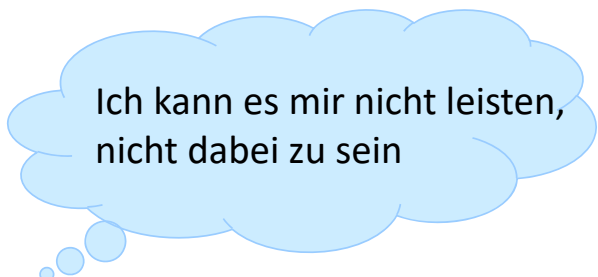 Ich kann es mir nicht leisten,
nicht dabei zu sein